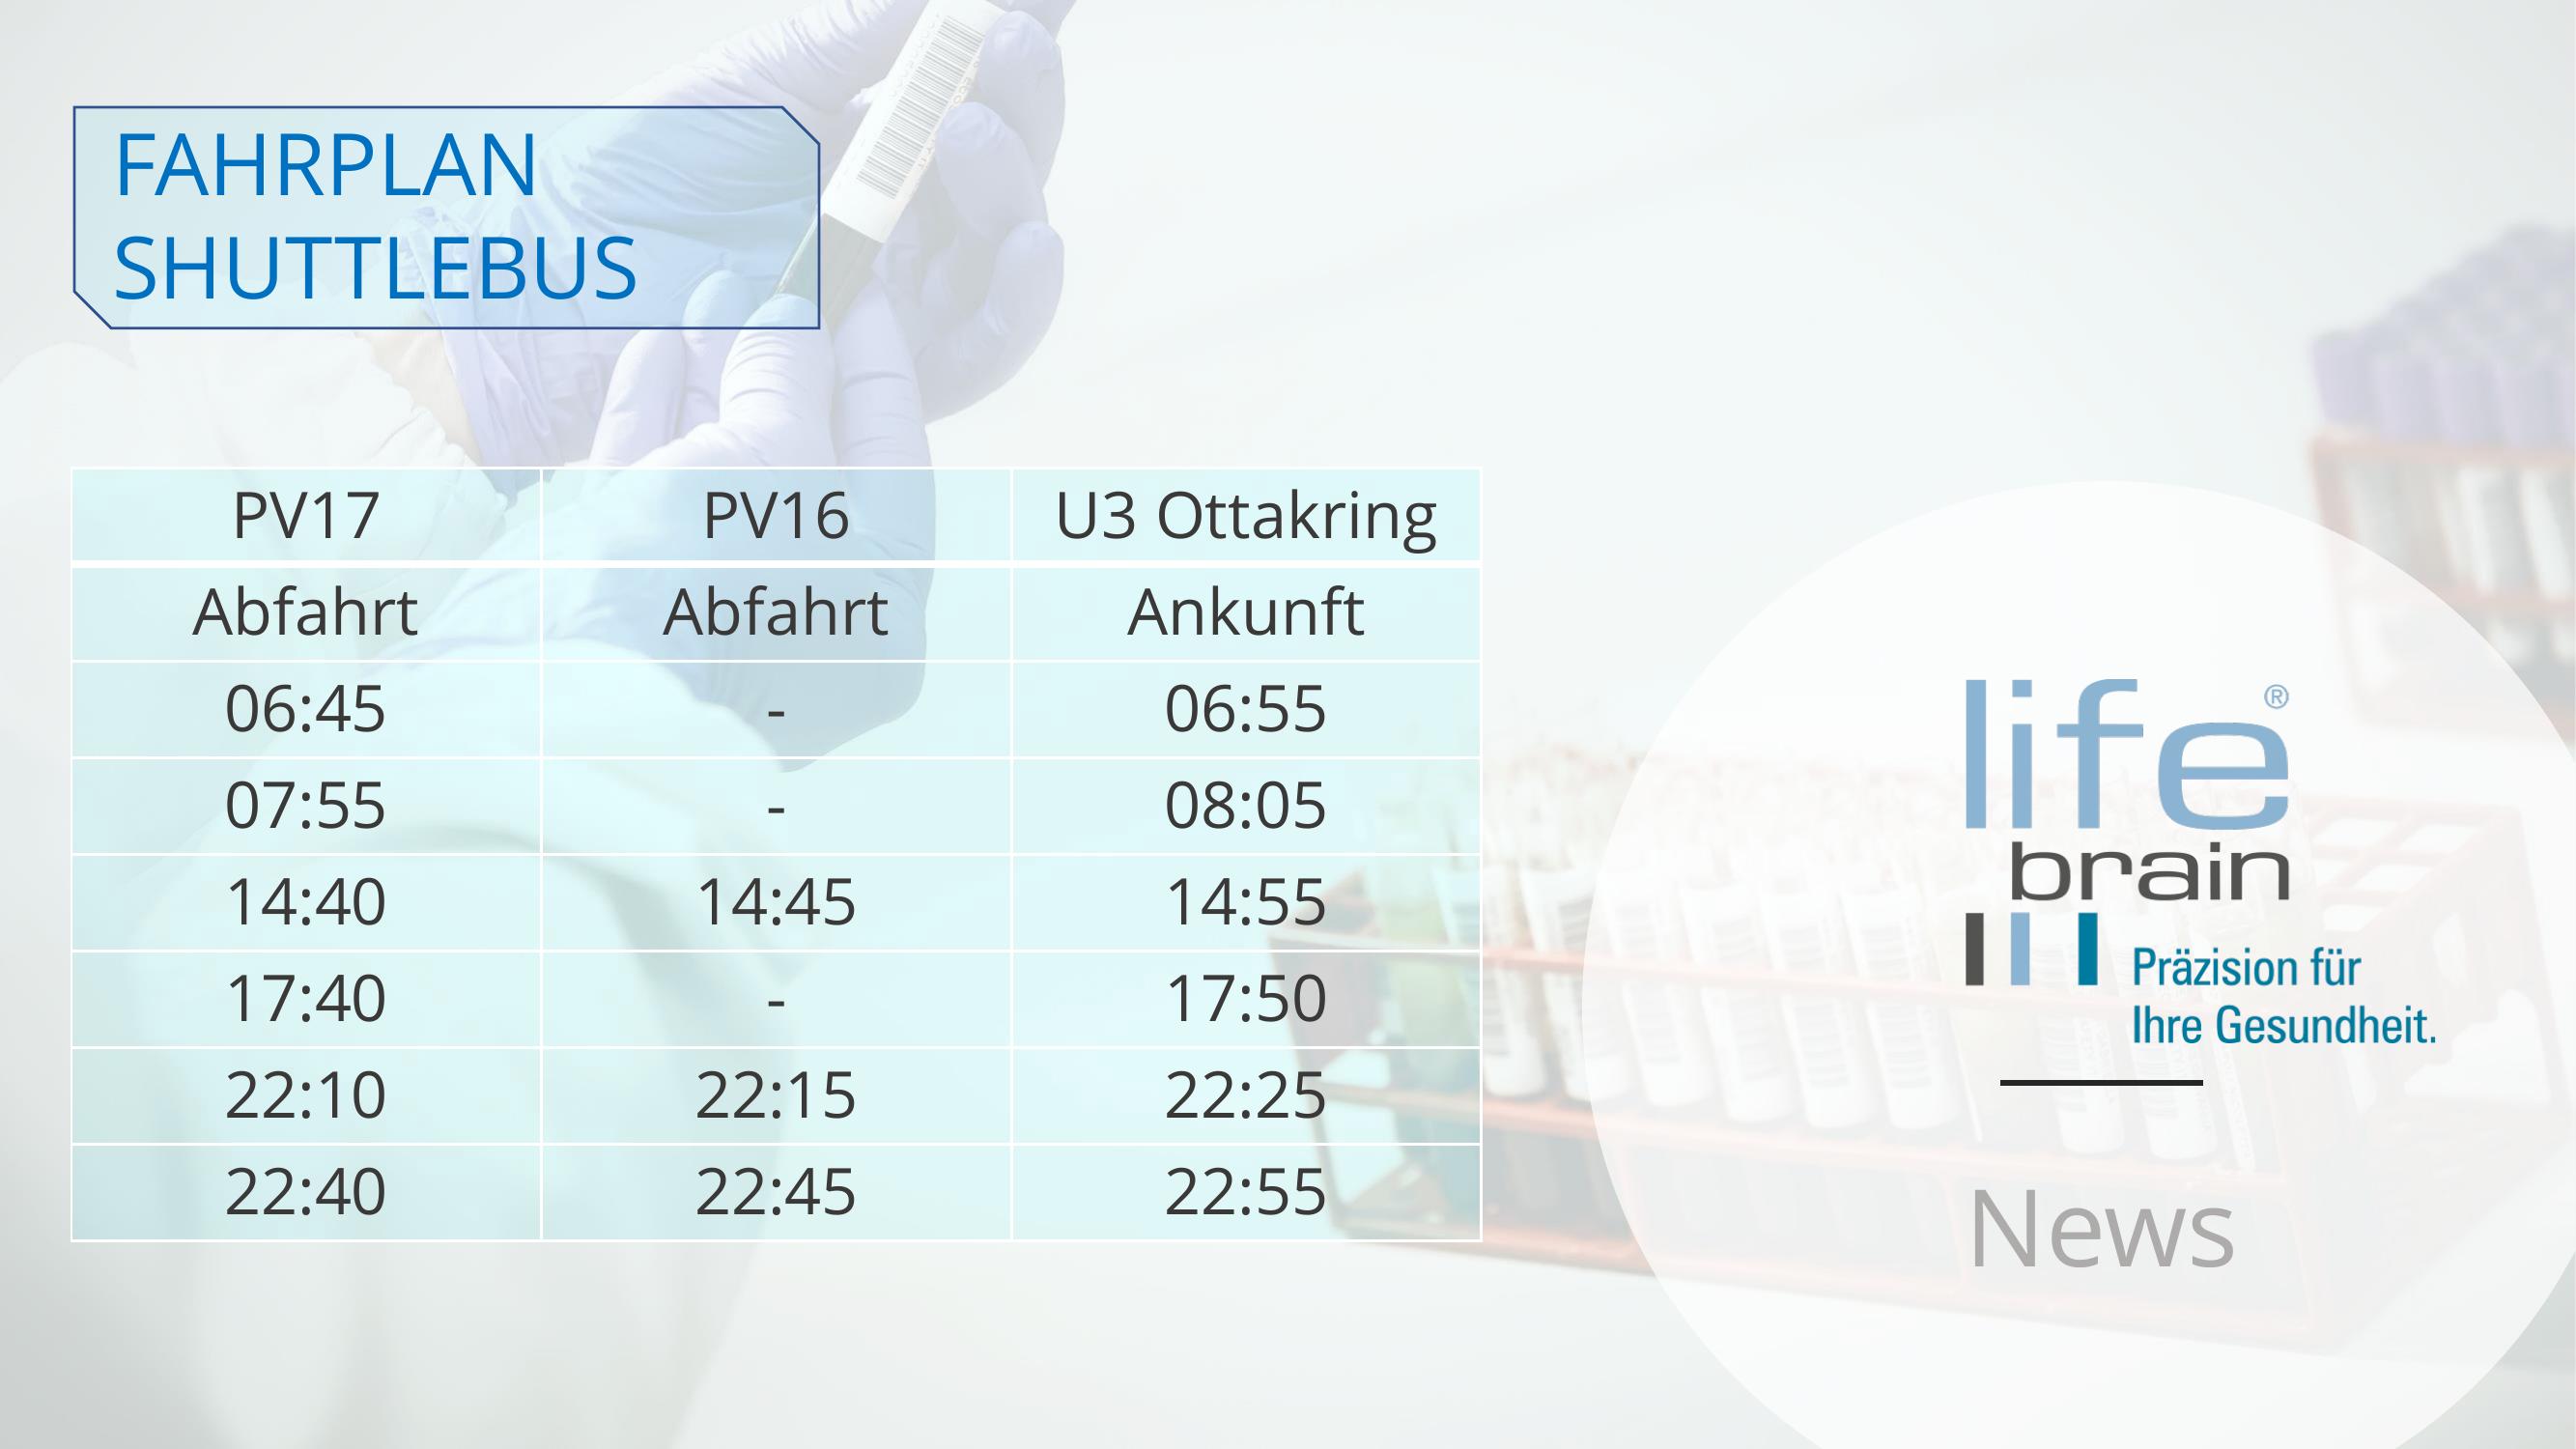 FAHRPLAN
SHUTTLEBUS
PV17 PV16 U3 Ottakring
Abfahrt Abfahrt Ankunft
06:45 - 06:55
07:55 - 08:05
14:40 14:45 14:55
17:40 - 17:50
22:10 22:15 22:25
22:40 22:45 22:55
life®
brain
Präzision für
Ihre Gesundheit.
News